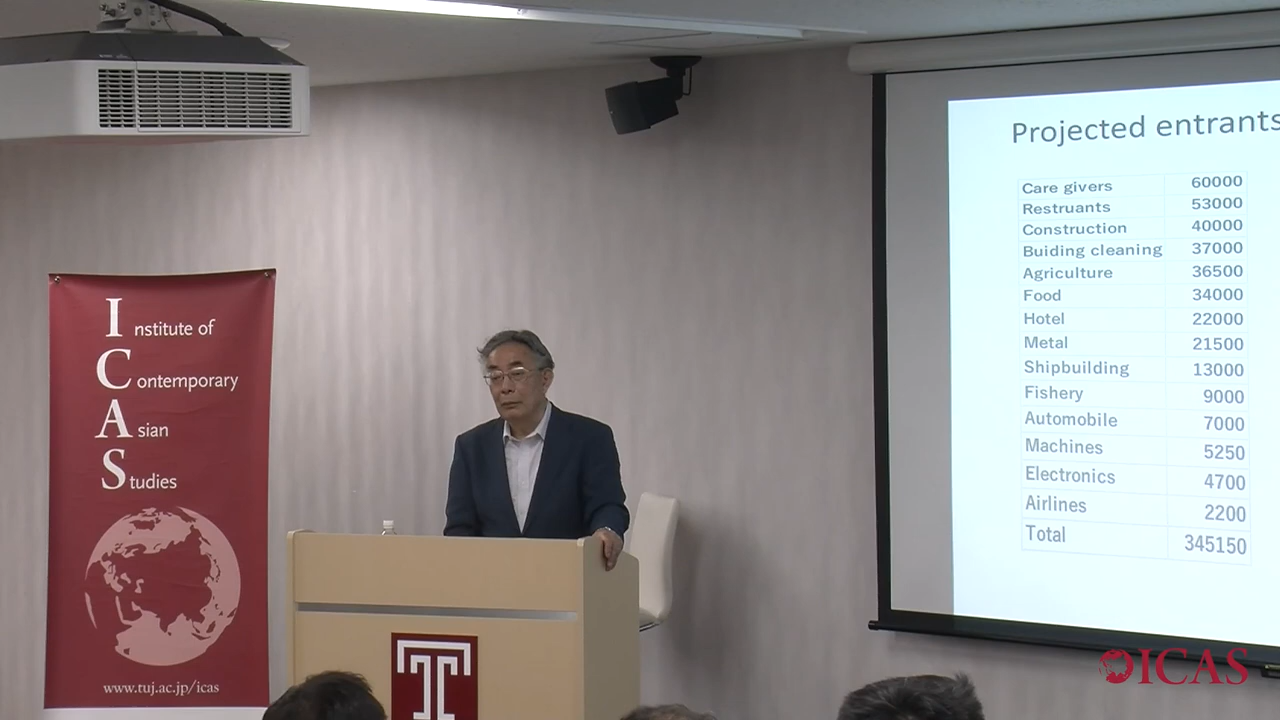 Institute of
Contemporary
Asian
Studies
www.tuj.ac.jp/icas
T
Projected entrants
Care givers 60000
Restruants 53000
Construction 40000
Buiding cleaning 37000
Agriculture 36500
Food 34000
Hotel 22000
Metal 21500
Shipbuilding 13000
Fishery 9000
Automobile 7000
Machines 5250
Electronics 4700
Airlines 2200
Total 345150
ICAS